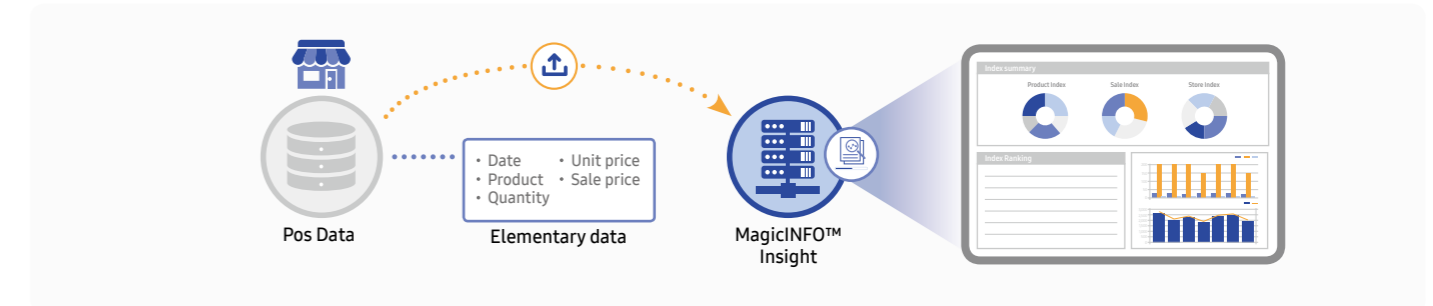 Pos Data
• Date
• Product
• Quantity
• Unit price
• Sale price
Elementary data
MagicINFO™
Insight
Index summary
Product Index
Sale Index
Store Index
Index Ranking